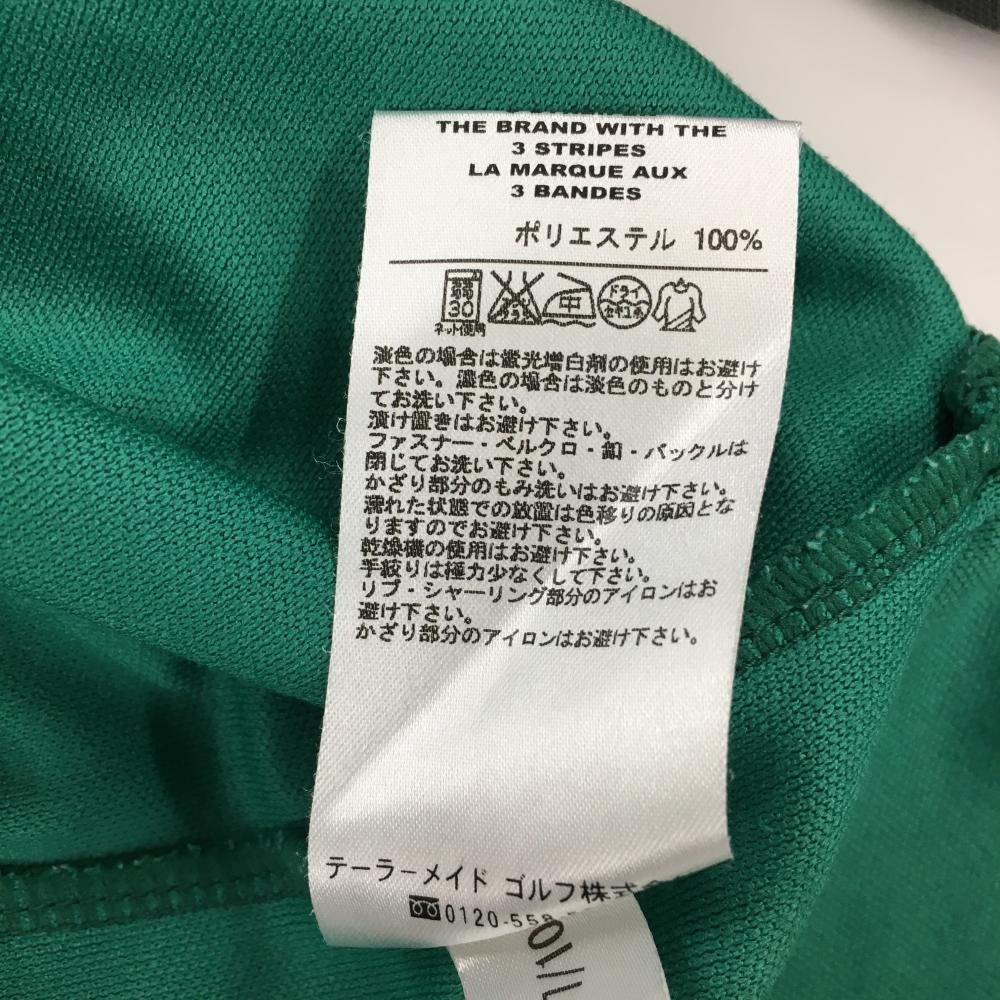 THE BRAND WITH THE
3 STRIPES
LA MARQUE AUX
3 BANDES
ポリエステル 100%
弱
30
中
ドライ
セキユ系
ネット使用
淡色の場合は蛍光増白剤の使用はお避け
下さい。濃色の場合は淡色のものと分け
てお洗い下さい。
漬け置きはお避け下さい。
ファスナー・ベルクロ・釦・バックルは
閉じてお洗い下さい。
かざり部分のもみ洗いはお避け下さい。
濡れた状態での放置は色移りの原因とな
りますのでお避け下さい。
乾燥機の使用はお避け下さい。
手絞りは極力少なくして下さい。
リブ・シャーリング部分のアイロンはお
避け下さい。
かざり部分のアイロンはお避け下さい。
テーラーメイド ゴルフ株式
0120-558-